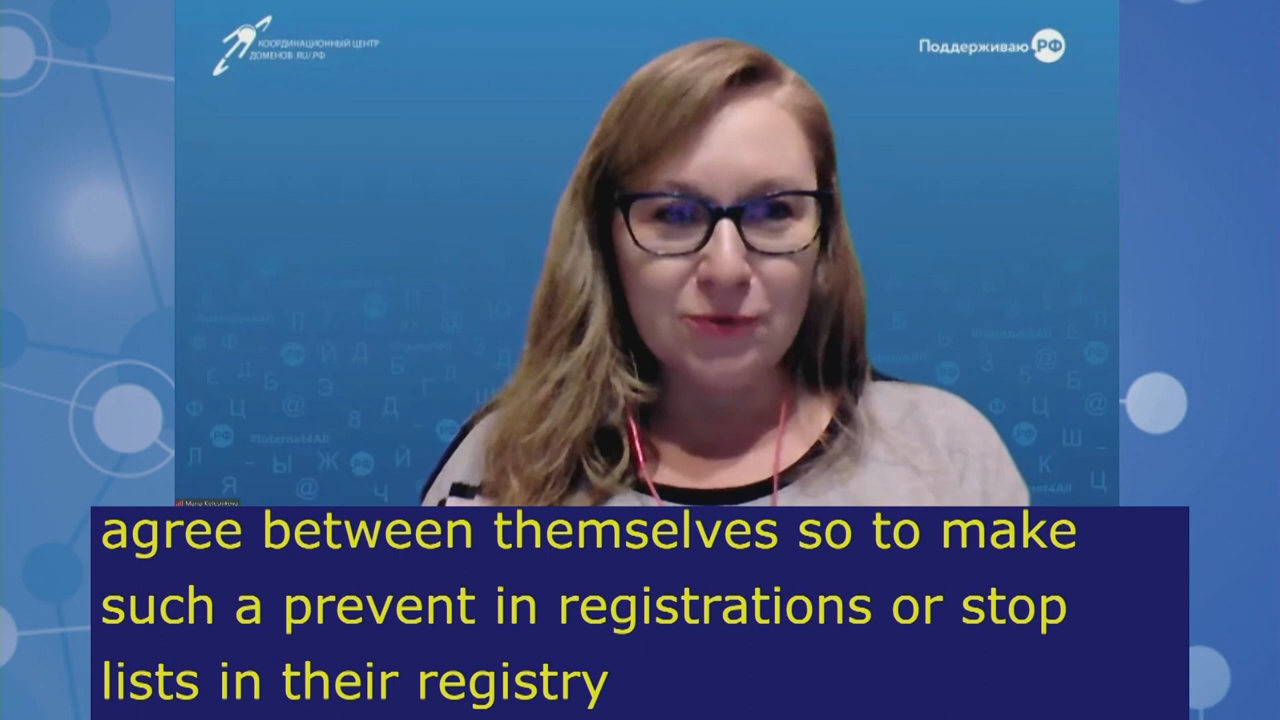 КООРДИНАЦИОННЫЙ ЦЕНТР
ДОМЕНОВ .RU/.РФ
Поддерживаю РФ
#Internet4All
agree between themselves so to make
such a prevent in registrations or stop
lists in their registry